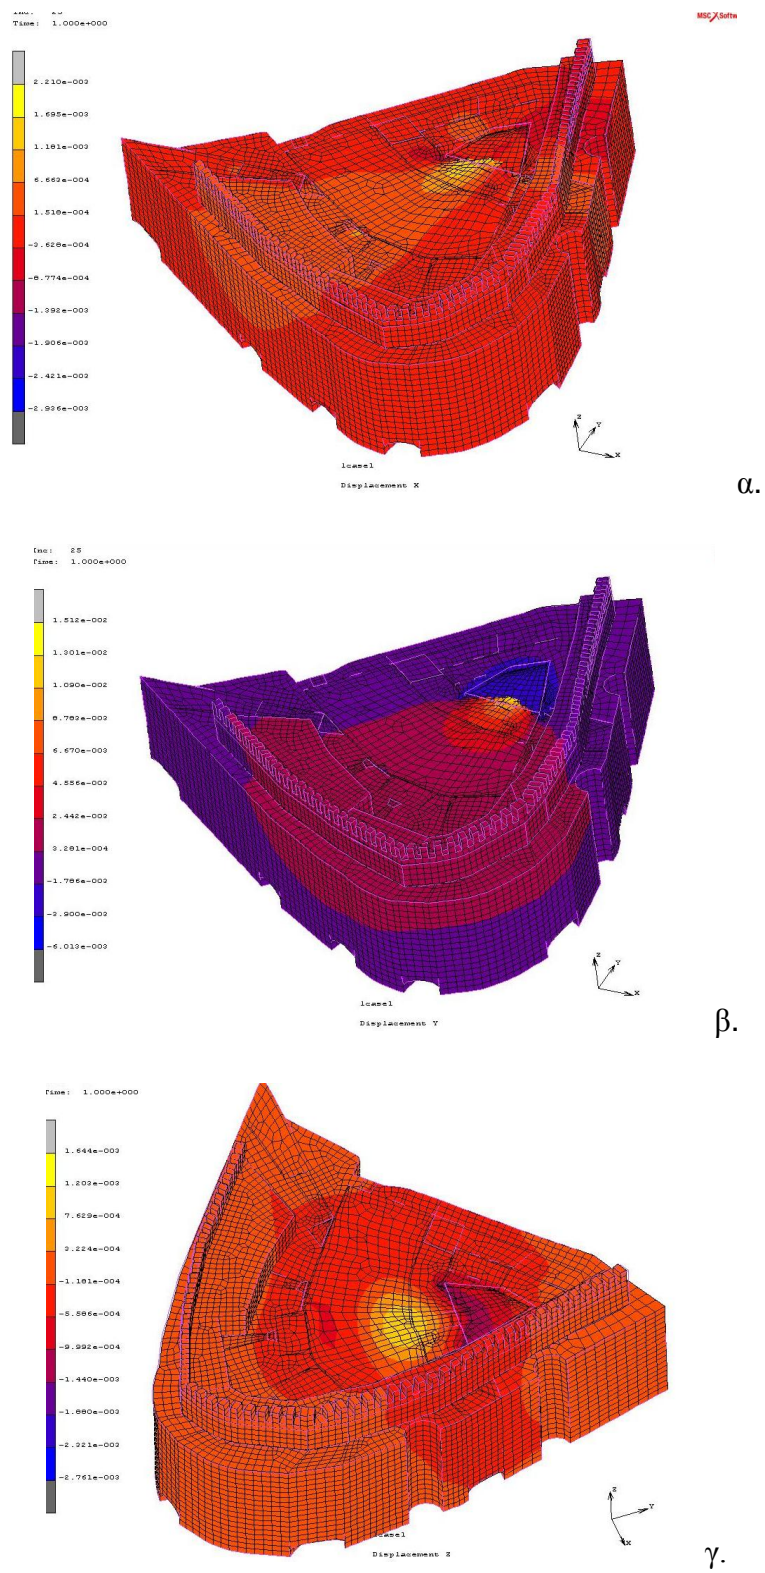 Time: 1.000e+000
MSC Softw
2.210e-003
1.695e-003
1.181e-003
6.663e-004
1.518e-004
-3.628e-004
-8.774e-004
-1.392e-003
-1.906e-003
-2.421e-003
-2.936e-003
Z
Y
X
lcase1
Displacement X
α.
Inc: 25
Time: 1.000e+000
1.512e-002
1.301e-002
1.090e-002
8.783e-003
6.670e-003
4.556e-003
2.442e-003
3.281e-004
-1.786e-003
-3.900e-003
-6.013e-003
Z
Y
X
lcase1
Displacement Y
β.
Time: 1.000e+000
1.644e-003
1.203e-003
7.629e-004
3.224e-004
-1.181e-004
-5.586e-004
-9.992e-004
-1.440e-003
-1.880e-003
-2.321e-003
-2.761e-003
Z
Y
X
lcase1
Displacement Z
γ.